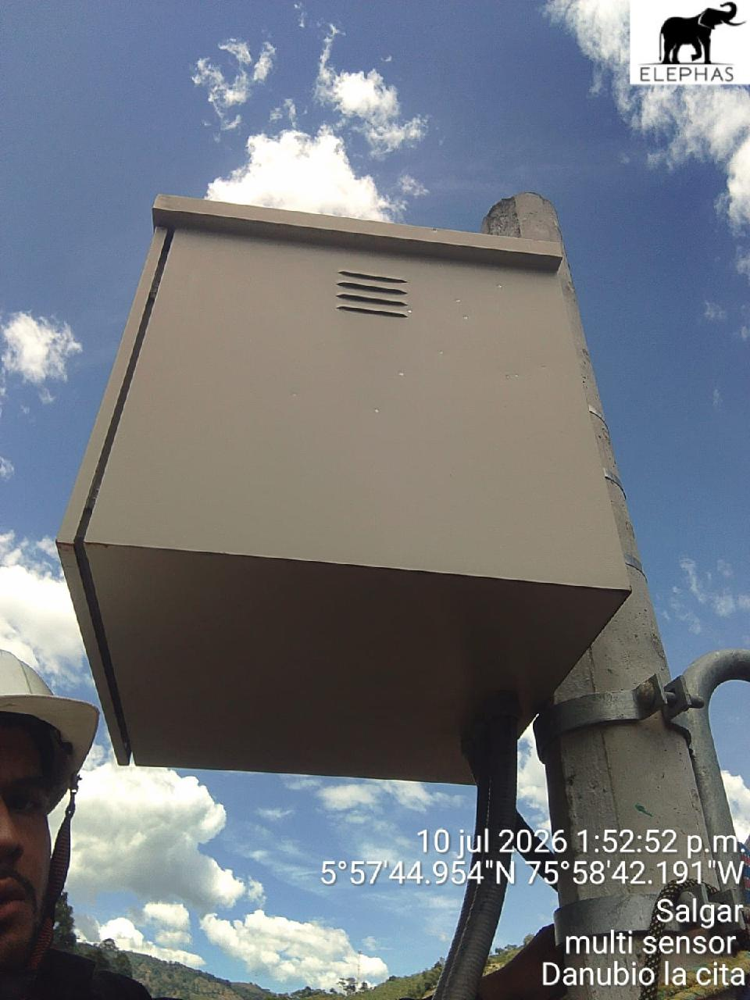 ELEPHAS
10 jul 2026 1:52:52 p.m.
5°57'44.954"N 75°58'42.191"W
Salgar
multi sensor
Danubio la cita